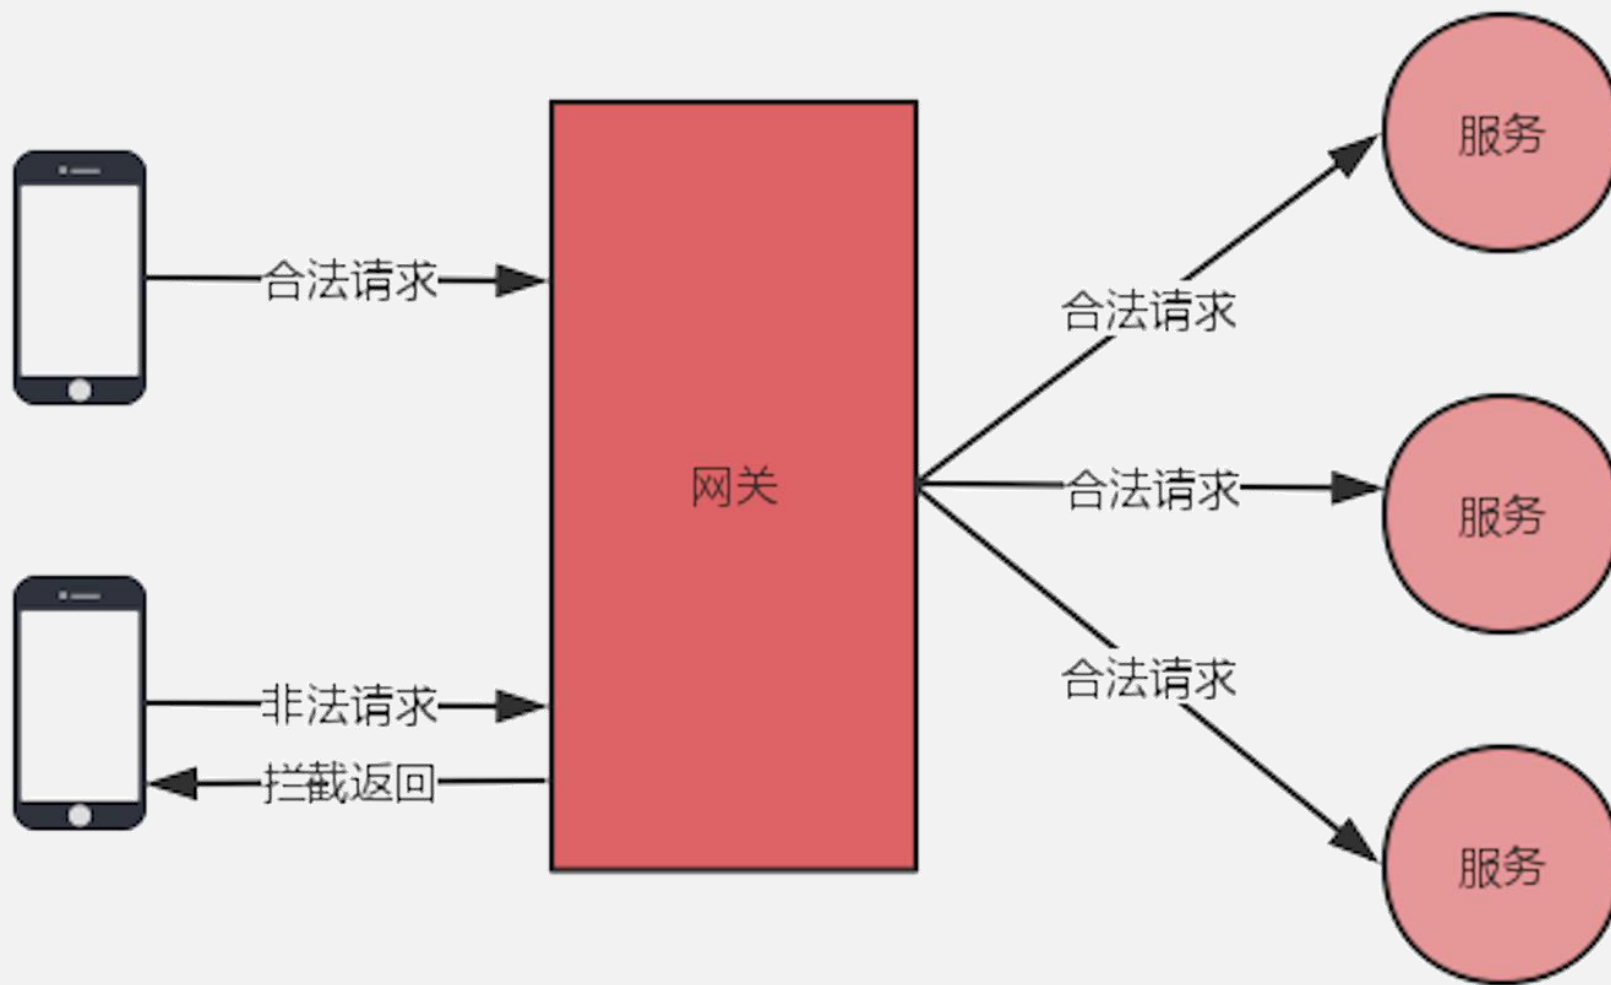 服务
合法请求
合法请求
网关
合法请求
服务
合法请求
非法请求
拦截返回
服务